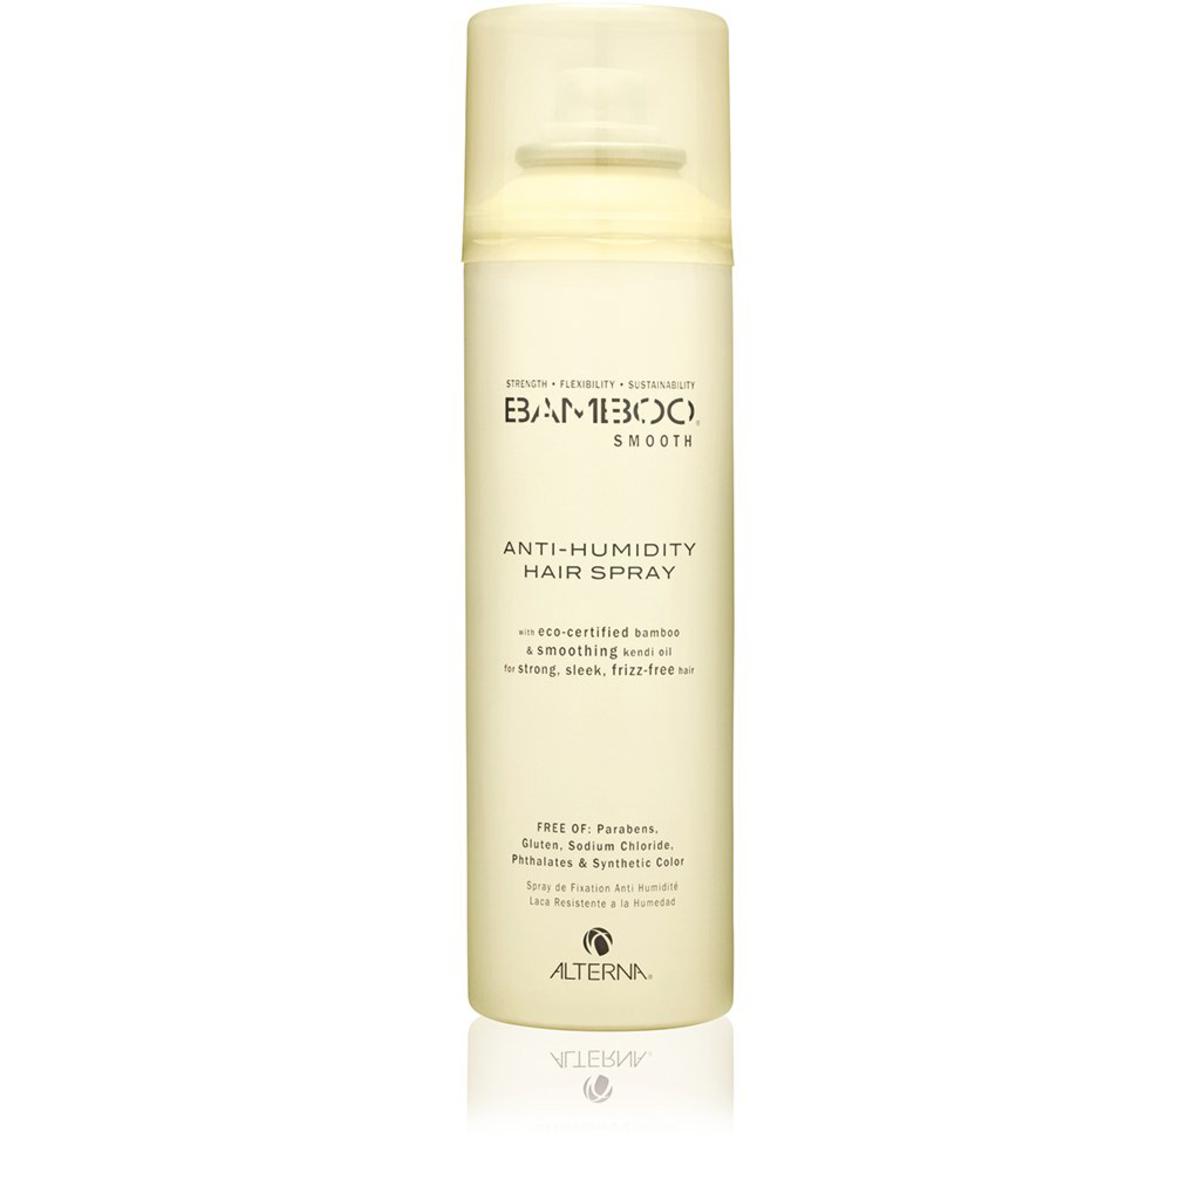 STRENGTH • FLEXIBILITY • SUSTAINABILITY
BAMBOO®
SMOOTH
ANTI-HUMIDITY
HAIR SPRAY
with eco-certified bamboo
& smoothing kendi oil
for strong, sleek, frizz-free hair
FREE OF: Parabens,
Gluten, Sodium Chloride,
Phthalates & Synthetic Color
Spray de Fixation Anti Humidité
Laca Resistente a la Humedad
ALTERNA®
ALTERNA®